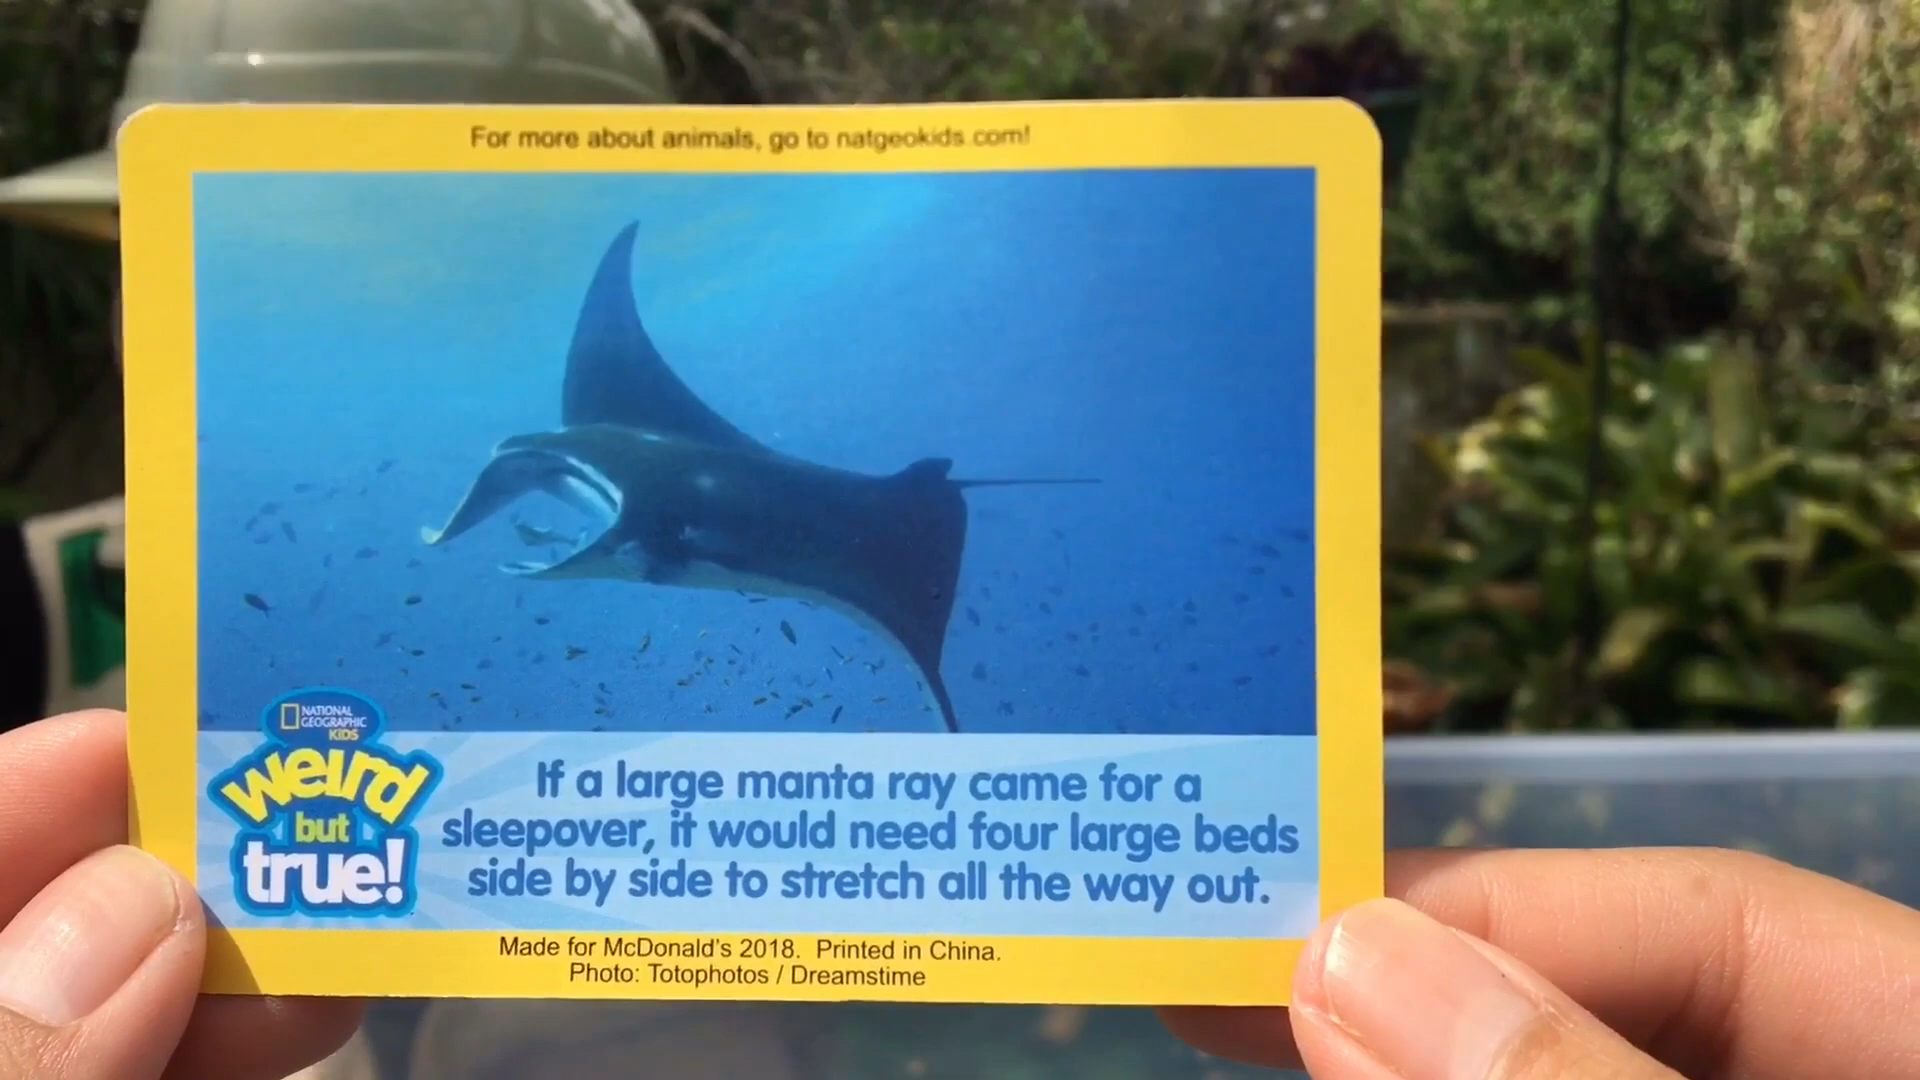 For more about animals, go to natgeokids.com!
NATIONAL
GEOGRAPHIC
KIDS
weird
but
true!
If a large manta ray came for a
sleepover, it would need four large beds
side by side to stretch all the way out.
Made for McDonald's 2018. Printed in China.
Photo: Totophotos / Dreamstime